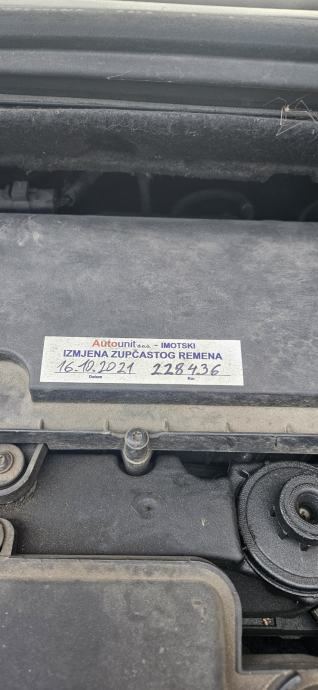 Autounit d.o.o. - IMOTSKI
IZMJENA ZUPČASTOG REMENA
16.10.2021 228436
Datum Km